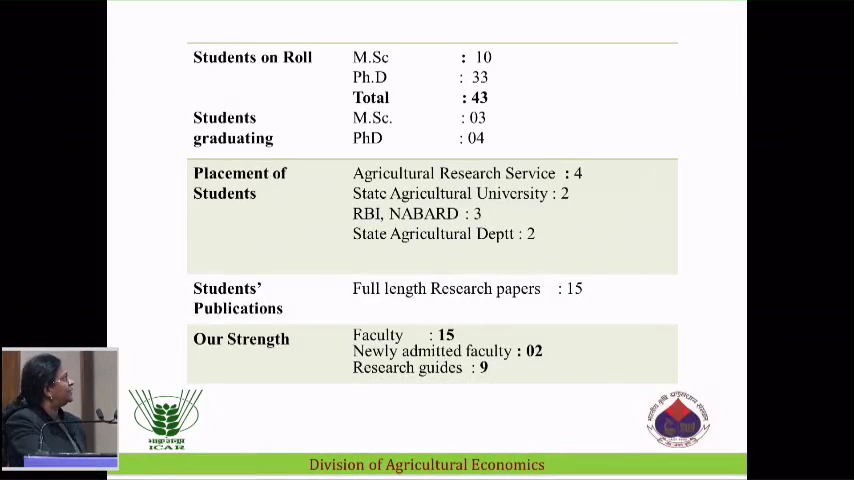 Students on Roll M.Sc : 10
Ph.D : 33
Total : 43
Students M.Sc. : 03
graduating PhD : 04
Placement of Agricultural Research Service : 4
Students State Agricultural University : 2
RBI, NABARD : 3
State Agricultural Deptt : 2
Students' Full length Research papers : 15
Publications
Our Strength Faculty : 15
Newly admitted faculty : 02
Research guides : 9
भाकृअनुप
ICAR
Division of Agricultural Economics